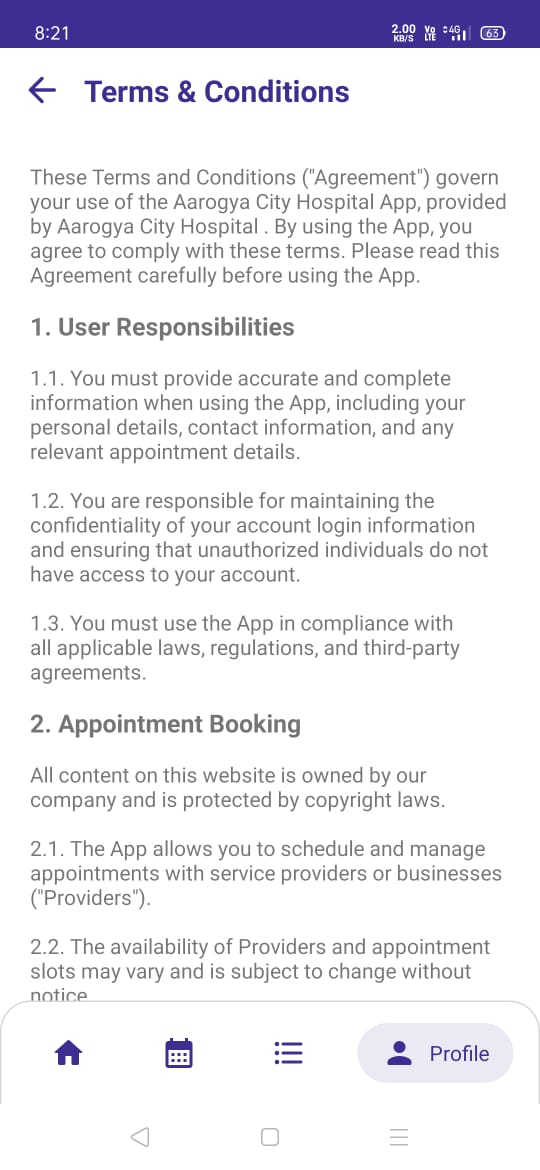 8:21
2.00 KB/S Vo LTE 4G 63
Terms & Conditions
These Terms and Conditions ("Agreement") govern
your use of the Aarogya City Hospital App, provided
by Aarogya City Hospital . By using the App, you
agree to comply with these terms. Please read this
Agreement carefully before using the App.
1. User Responsibilities
1.1. You must provide accurate and complete
information when using the App, including your
personal details, contact information, and any
relevant appointment details.
1.2. You are responsible for maintaining the
confidentiality of your account login information
and ensuring that unauthorized individuals do not
have access to your account.
1.3. You must use the App in compliance with
all applicable laws, regulations, and third-party
agreements.
2. Appointment Booking
All content on this website is owned by our
company and is protected by copyright laws.
2.1. The App allows you to schedule and manage
appointments with service providers or businesses
("Providers").
2.2. The availability of Providers and appointment
slots may vary and is subject to change without
notice
Profile